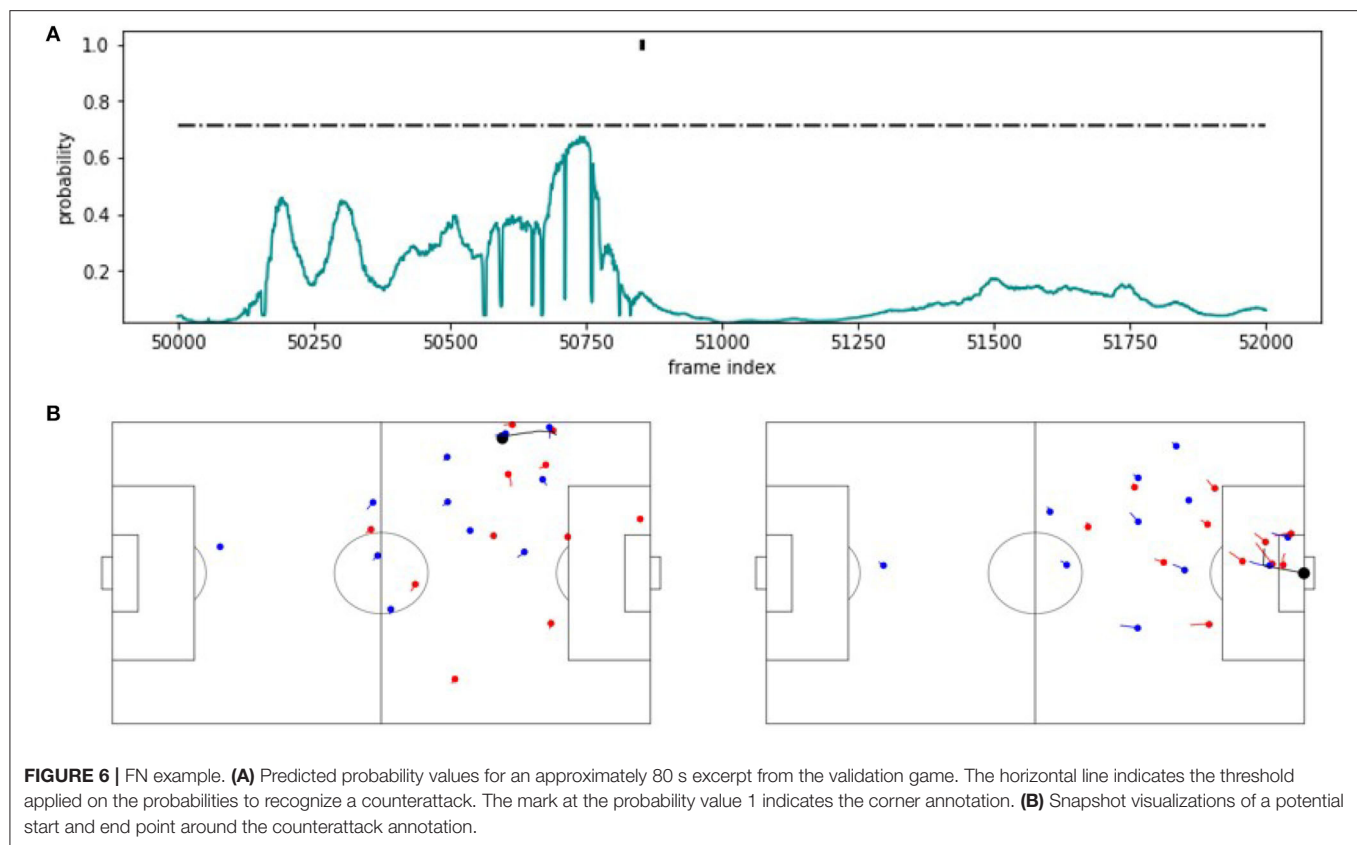 A
1.0
0.8
0.6
0.4
0.2
probability
50000 50250 50500 50750 51000 51250 51500 51750 52000
frame index
B
FIGURE 6 | FN example. (A) Predicted probability values for an approximately 80 s excerpt from the validation game. The horizontal line indicates the threshold
applied on the probabilities to recognize a counterattack. The mark at the probability value 1 indicates the corner annotation. (B) Snapshot visualizations of a potential
start and end point around the counterattack annotation.